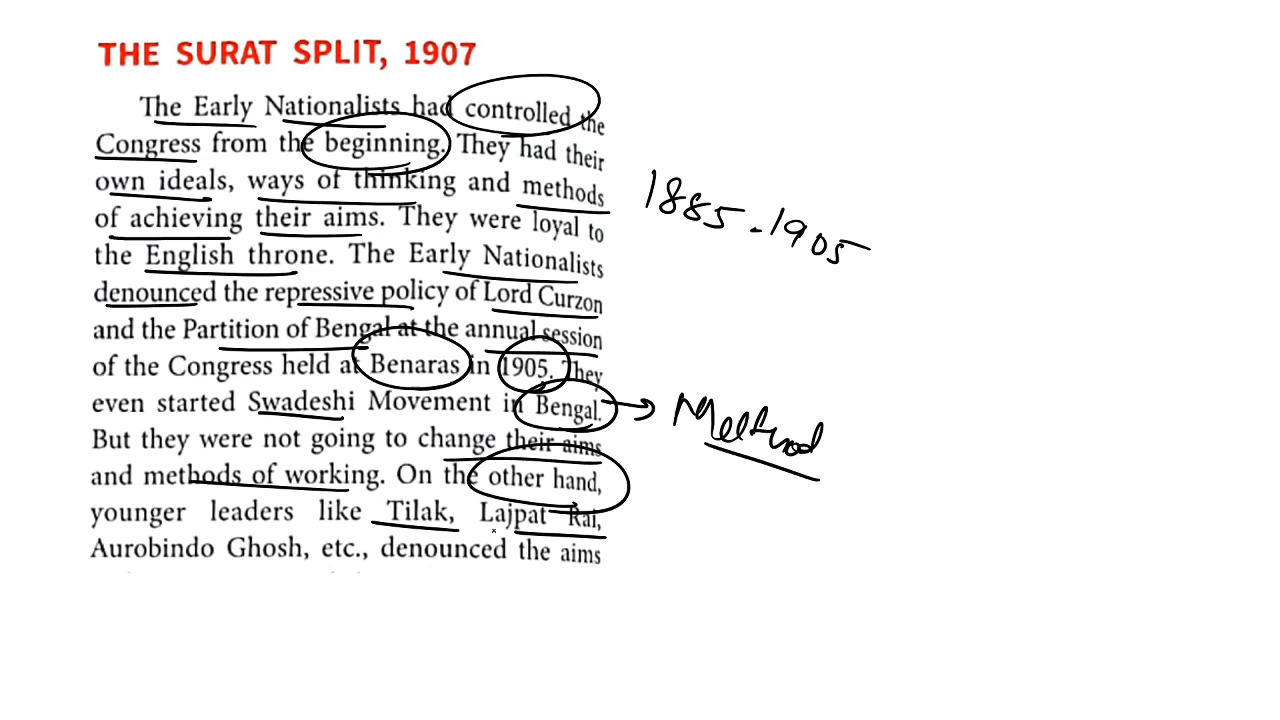 THE SURAT SPLIT, 1907
The Early Nationalists had controlled the
Congress from the beginning. They had their
own ideals, ways of thinking and methods
of achieving their aims. They were loyal to
the English throne. The Early Nationalists
denounced the repressive policy of Lord Curzon
and the Partition of Bengal at the annual session
of the Congress held at Benaras in 1905. They
even started Swadeshi Movement in Bengal.
But they were not going to change their aims
and methods of working. On the other hand,
younger leaders like Tilak, Lajpat Rai,
Aurobindo Ghosh, etc., denounced the aims
1885-1905
Method